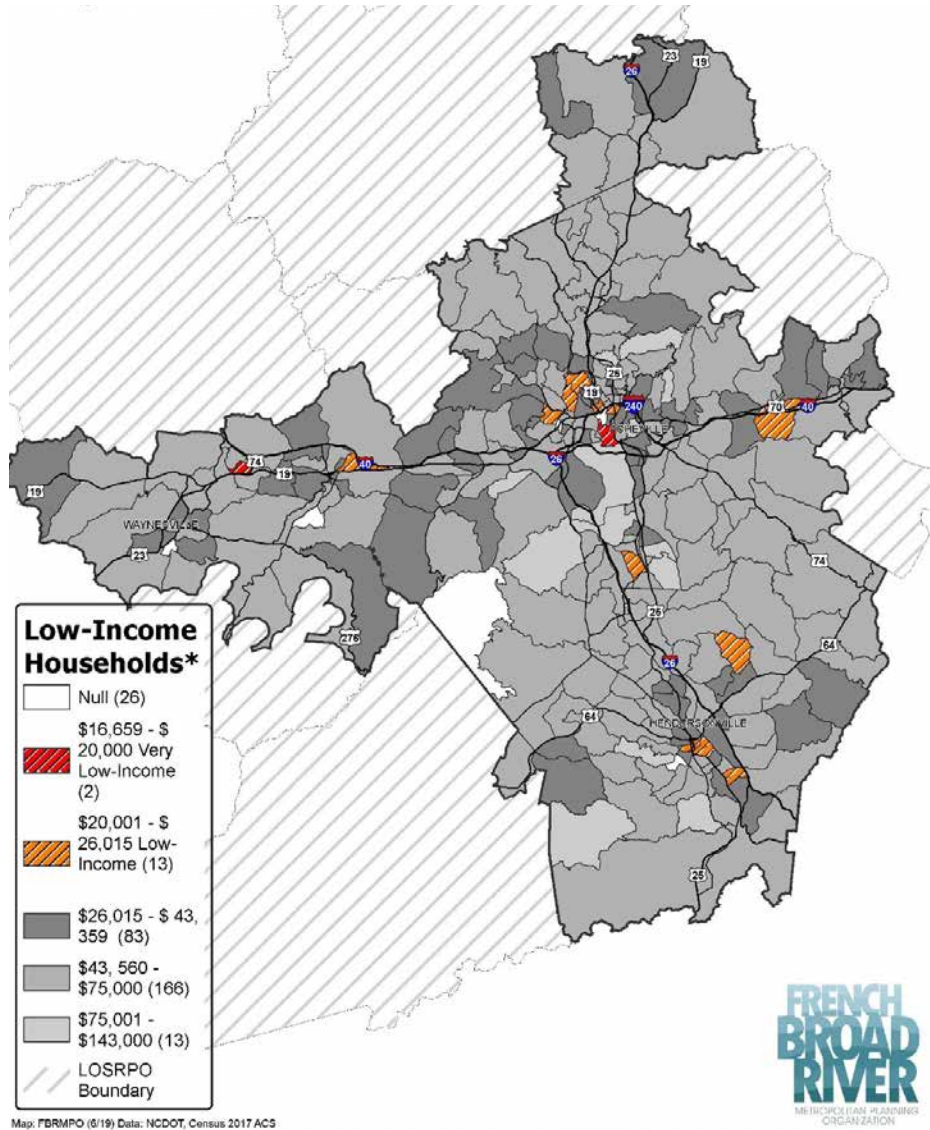 26
23
19
25
19
240
SHEVILLE
70
40
26
74
40
19
19
WAYNESVILLE
23
74
25
276
64
26
64
HENDERSONVILLE
25
Low-Income
Households*
Null (26)
$16,659 - $
20,000 Very
Low-Income
(2)
$20,001 - $
26,015 Low-
Income (13)
$26,015 - $ 43,
359 (83)
$43, 560 -
$75,000 (166)
$75,001 -
$143,000 (13)
LOSRPO
Boundary
FRENCH
BROAD
RIVER
METROPOLITAN PLANNING
ORGANIZATION
Map: FBRMPO (6/19) Data: NCDOT, Census 2017 ACS